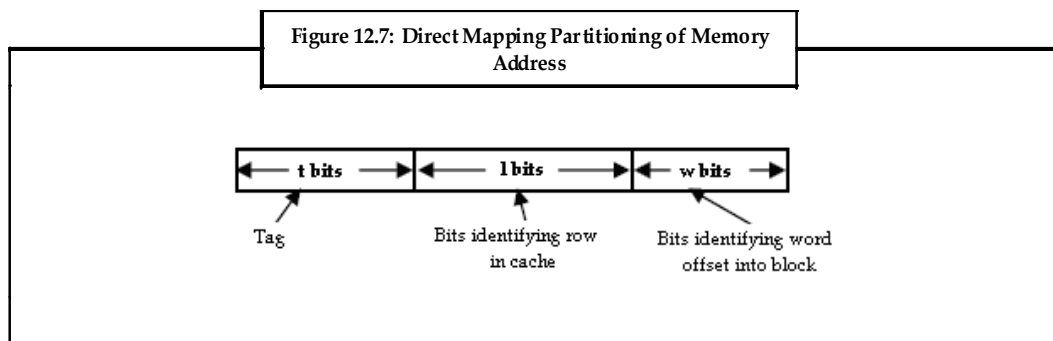 Figure 12.7: Direct Mapping Partitioning of Memory
Address
t bits
l bits
w bits
Tag
Bits identifying row
in cache
Bits identifying word
offset into block